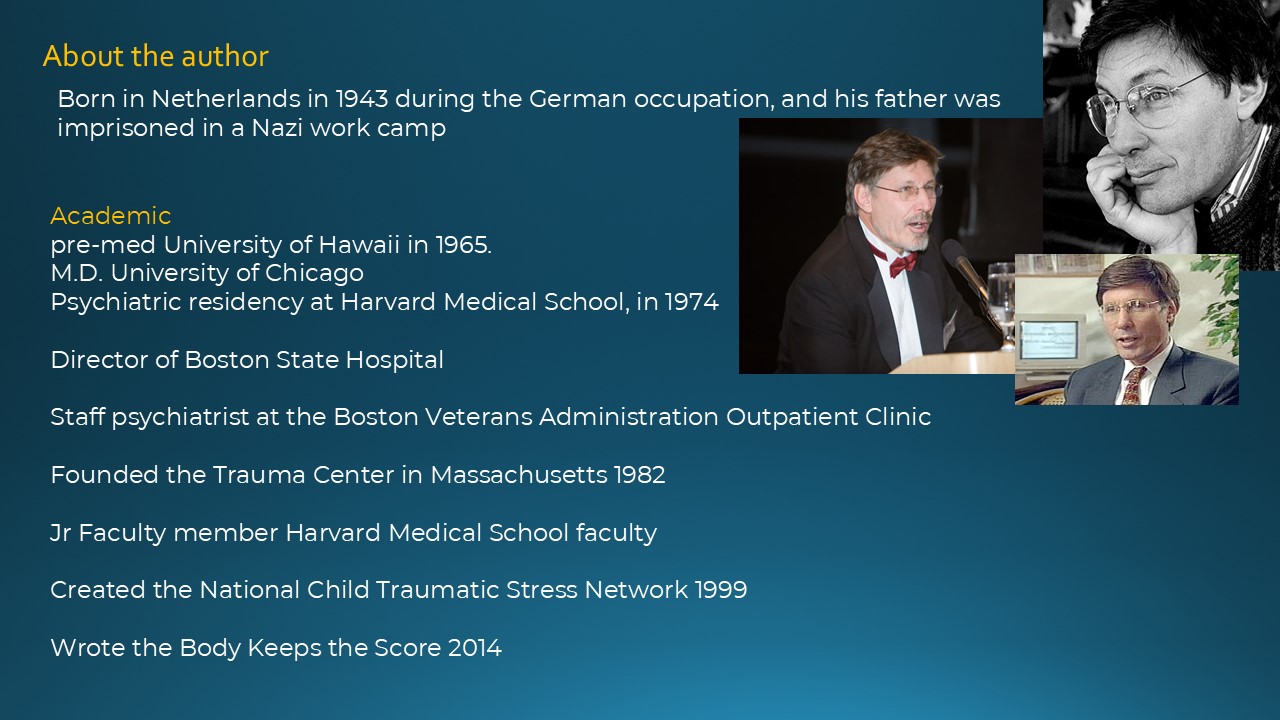 About the author
Born in Netherlands in 1943 during the German occupation, and his father was
imprisoned in a Nazi work camp
Academic
pre-med University of Hawaii in 1965.
M.D. University of Chicago
Psychiatric residency at Harvard Medical School, in 1974
Director of Boston State Hospital
Staff psychiatrist at the Boston Veterans Administration Outpatient Clinic
Founded the Trauma Center in Massachusetts 1982
Jr Faculty member Harvard Medical School faculty
Created the National Child Traumatic Stress Network 1999
Wrote the Body Keeps the Score 2014